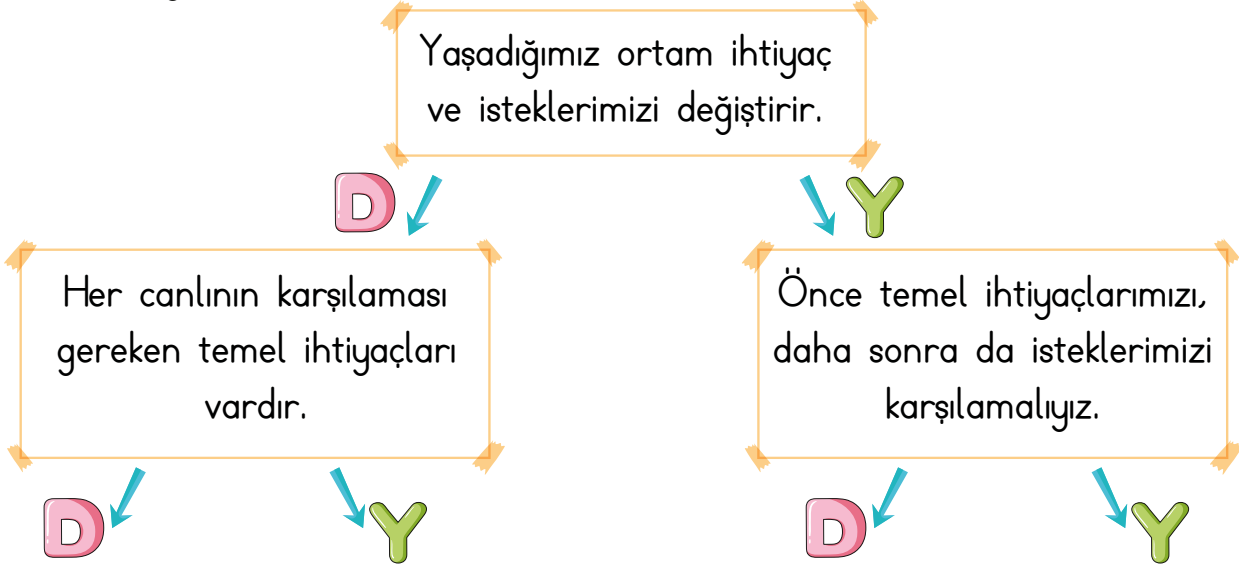 Yaşadığımız ortam ihtiyaç
ve isteklerimizi değiştirir.
D
Y
Her canlının karşılaması
gereken temel ihtiyaçları
vardır.
D
Y
Önce temel ihtiyaçlarımızı,
daha sonra da isteklerimizi
karşılamalıyız.
D
Y